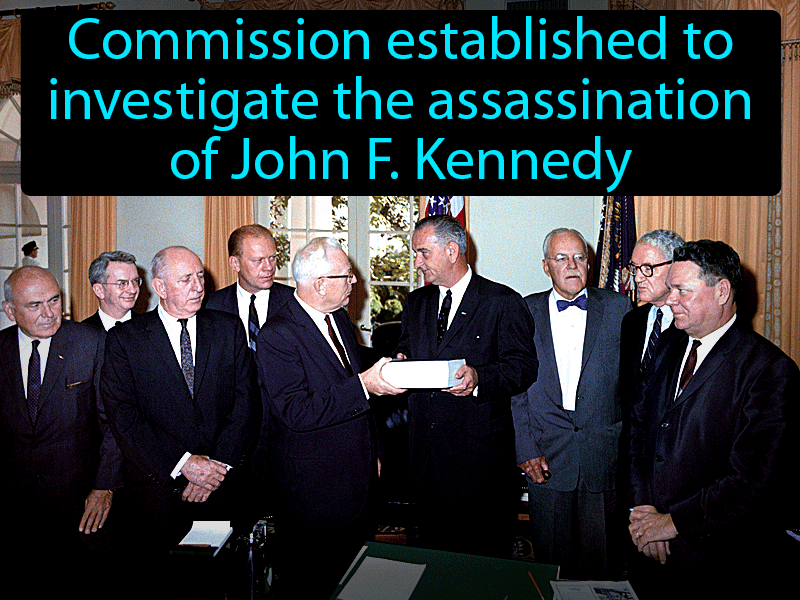 Commission established to
investigate the assassination
of John F. Kennedy